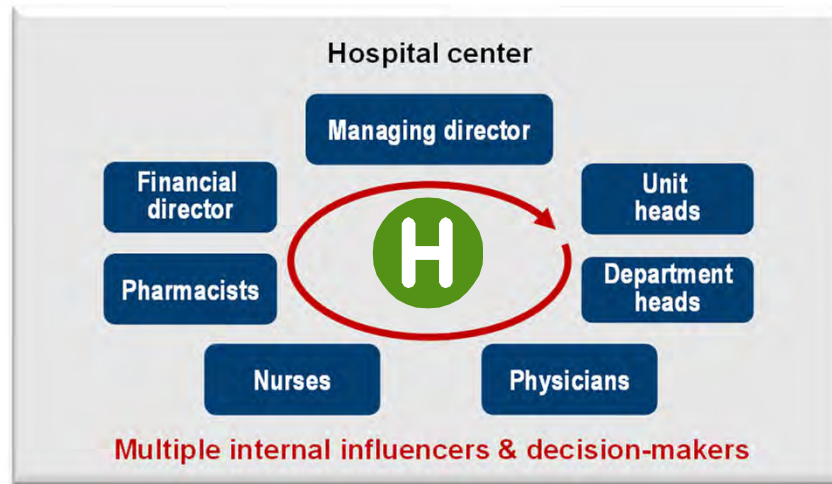 Hospital center
Managing director
Financial
director
Unit
heads
Pharmacists
H
Department
heads
Nurses
Physicians
Multiple internal influencers & decision-makers